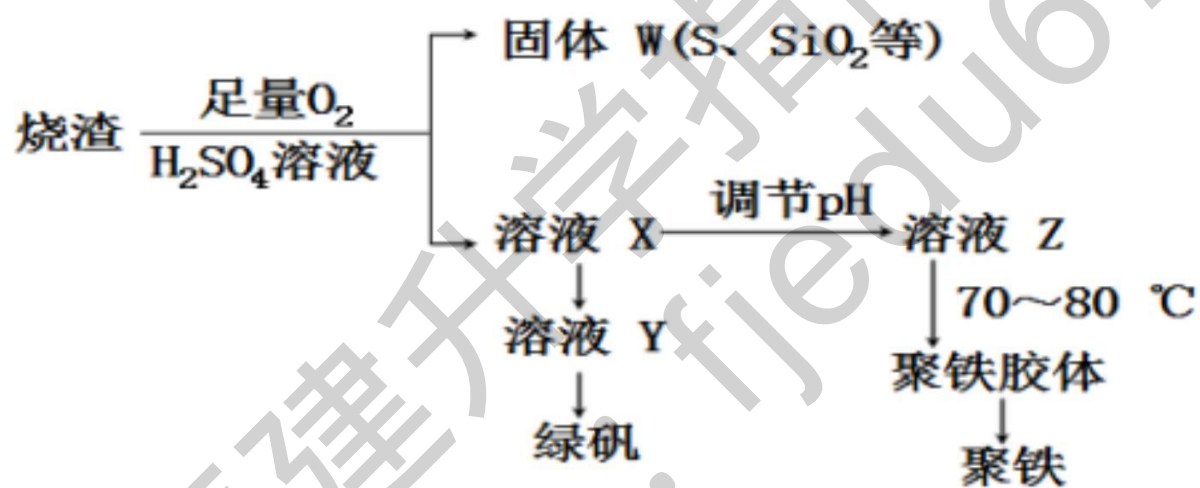 固体 W(S、SiO₂等)
烧渣
足量O₂
H₂SO₄溶液
溶液 X
调节pH
溶液 Z
70～80 ℃
溶液 Y
聚铁胶体
绿矾
聚铁